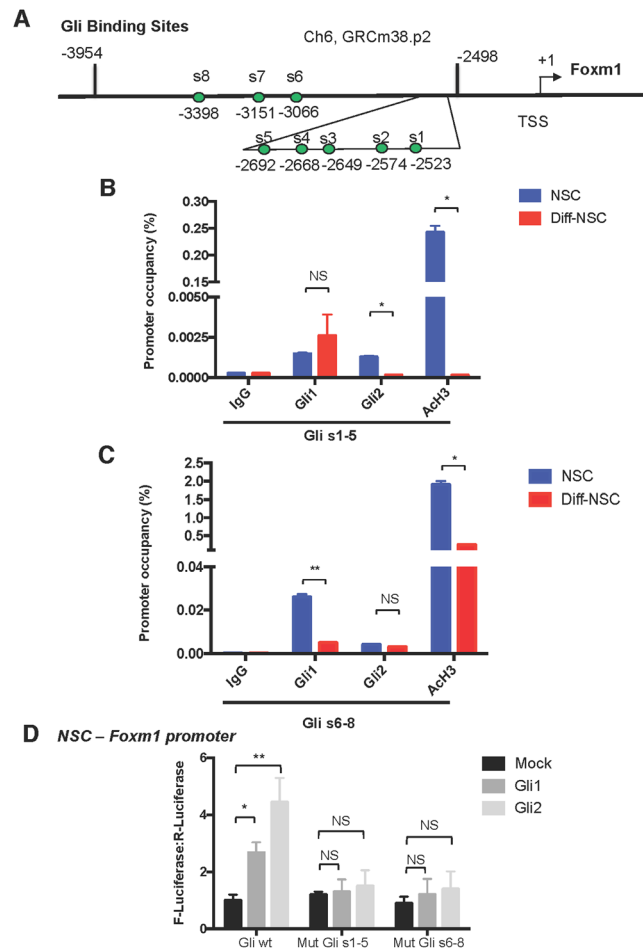 A
Gli Binding Sites
Ch6, GRCm38.p2
-3954
-2498
+1
Foxm1
s8
s7
s6
-3398
-3151
-3066
TSS
s5
s4
s3
s2
s1
-2692
-2668
-2649
-2574
-2523
B
Promoter occupancy (%)
0.30
0.25
0.20
0.15
0.10
0.0050
0.0025
0.0000
NS
*
*
NSC
Diff-NSC
IgG
Gli1
Gli2
AcH3
Gli s1-5
C
Promoter occupancy (%)
2.5
2.0
1.5
1.0
0.5
0.04
0.02
0.00
**
NS
*
NSC
Diff-NSC
IgG
Gli1
Gli2
AcH3
Gli s6-8
D
NSC – Foxm1 promoter
F-Luciferase:R-Luciferase
6
4
2
0
**
*
NS
NS
NS
NS
Mock
Gli1
Gli2
Gli wt
Mut Gli s1-5
Mut Gli s6-8